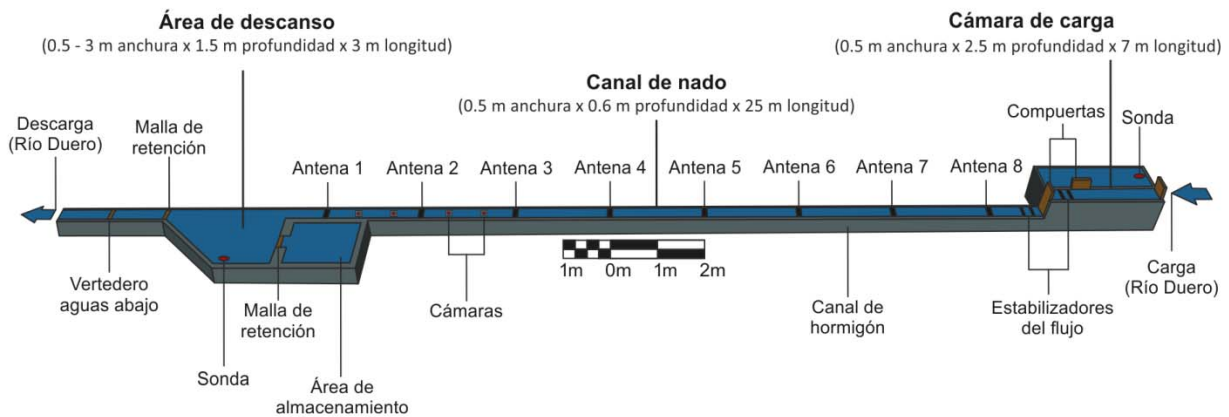 Área de descanso
(0.5 - 3 m anchura x 1.5 m profundidad x 3 m longitud)
Cámara de carga
(0.5 m anchura x 2.5 m profundidad x 7 m longitud)
Canal de nado
(0.5 m anchura x 0.6 m profundidad x 25 m longitud)
Descarga
(Río Duero)
Malla de
retención
Compuertas
Sonda
Antena 1
Antena 2
Antena 3
Antena 4
Antena 5
Antena 6
Antena 7
Antena 8
1m 0m 1m 2m
Vertedero
aguas abajo
Malla de
retención
Cámaras
Canal de
hormigón
Estabilizadores
del flujo
Carga
(Río Duero)
Sonda
Área de
almacenamiento